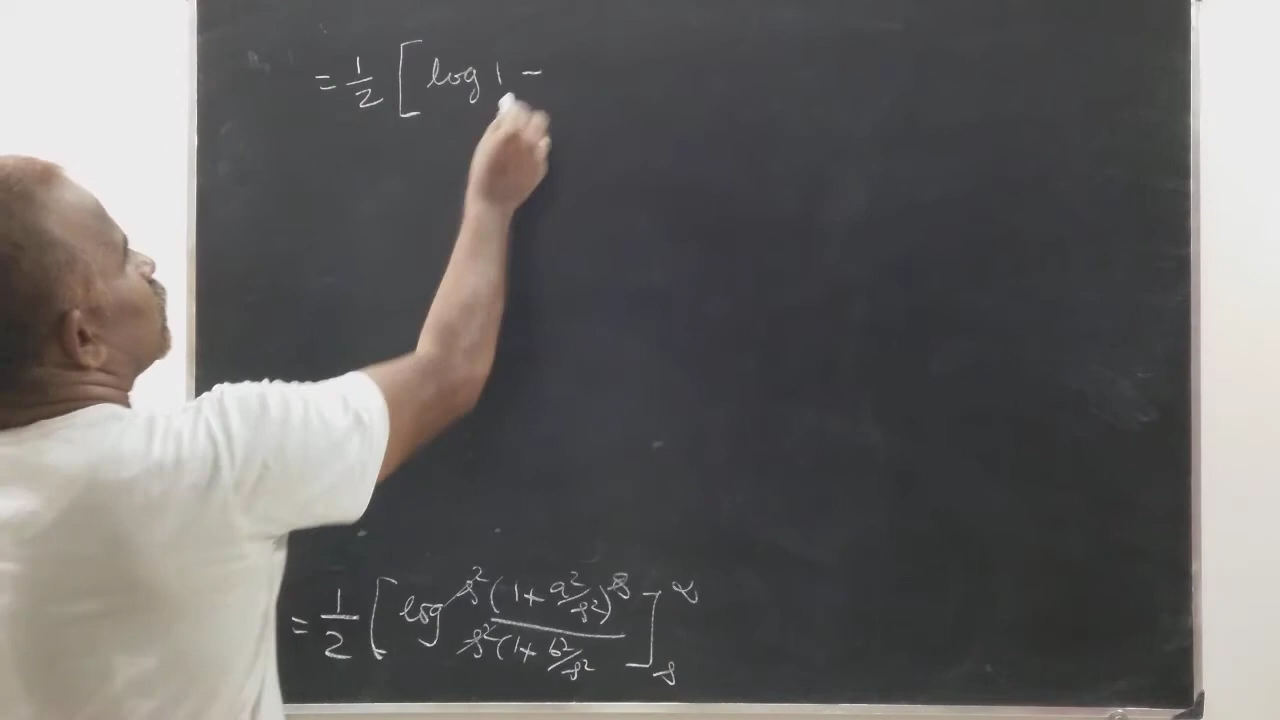 = 1/2 [ log 1 -
= 1/2 [ log s²(1+ a²/s²) / s²(1+ b²/s² ]